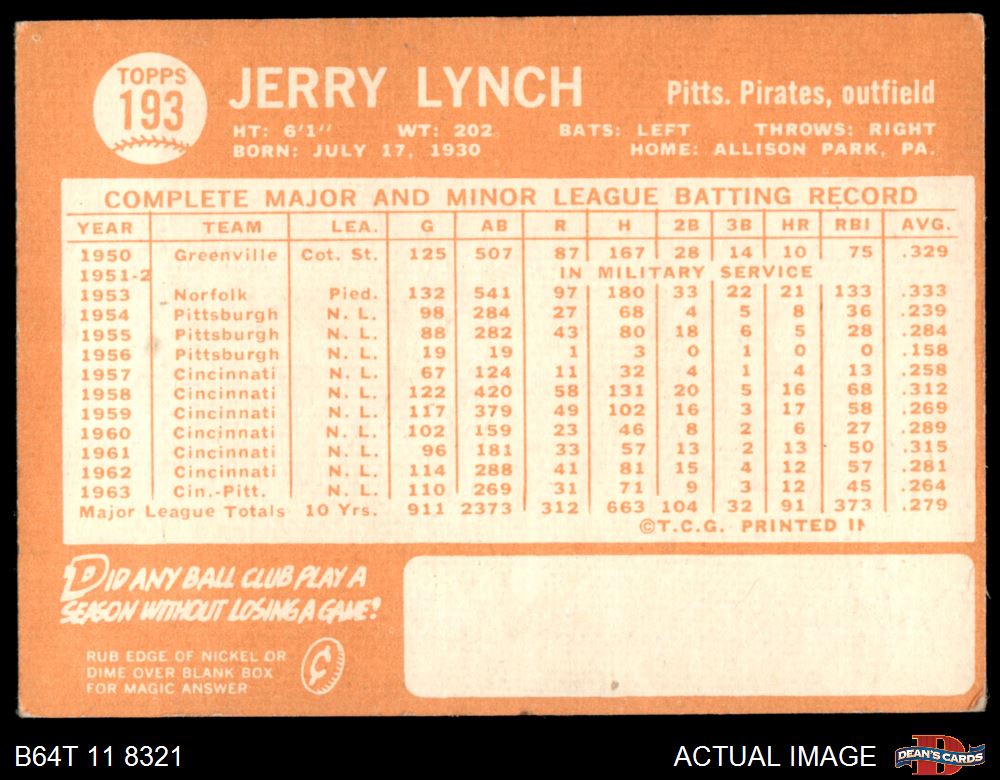 TOPPS
193
JERRY LYNCH
Pitts. Pirates, outfield
HT: 6'1" WT: 202 BATS: LEFT THROWS: RIGHT
BORN: JULY 17, 1930 HOME: ALLISON PARK, PA.
COMPLETE MAJOR AND MINOR LEAGUE BATTING RECORD
YEAR TEAM LEA. G AB R H 2B 3B HR RBI AVG.
1950 Greenville Cot. St. 125 507 87 167 28 14 10 75 .329
1951-2 IN MILITARY SERVICE
1953 Norfolk Pied. 132 541 97 180 33 22 21 133 .333
1954 Pittsburgh N. L. 98 284 27 68 4 5 8 36 .239
1955 Pittsburgh N. L. 88 282 43 80 18 6 5 28 .284
1956 Pittsburgh N. L. 19 19 1 3 0 1 0 0 .158
1957 Cincinnati N. L. 67 124 11 32 4 1 4 13 .258
1958 Cincinnati N. L. 122 420 58 131 20 5 16 68 .312
1959 Cincinnati N. L. 117 379 49 102 16 3 17 58 .269
1960 Cincinnati N. L. 102 159 23 46 8 2 6 27 .289
1961 Cincinnati N. L. 96 181 33 57 13 2 13 50 .315
1962 Cincinnati N. L. 114 288 41 81 15 4 12 57 .281
1963 Cin.-Pitt. N. L. 110 269 31 71 9 3 12 45 .264
Major League Totals 10 Yrs. 911 2373 312 663 104 32 91 373 .279
©T.C.G. PRINTED IN
DID ANY BALL CLUB PLAY A
SEASON WITHOUT LOSING A GAME?
RUB EDGE OF NICKEL OR
DIME OVER BLANK BOX
FOR MAGIC ANSWER
¢
B64T 11 8321
ACTUAL IMAGE
D
DEAN'S CARDS